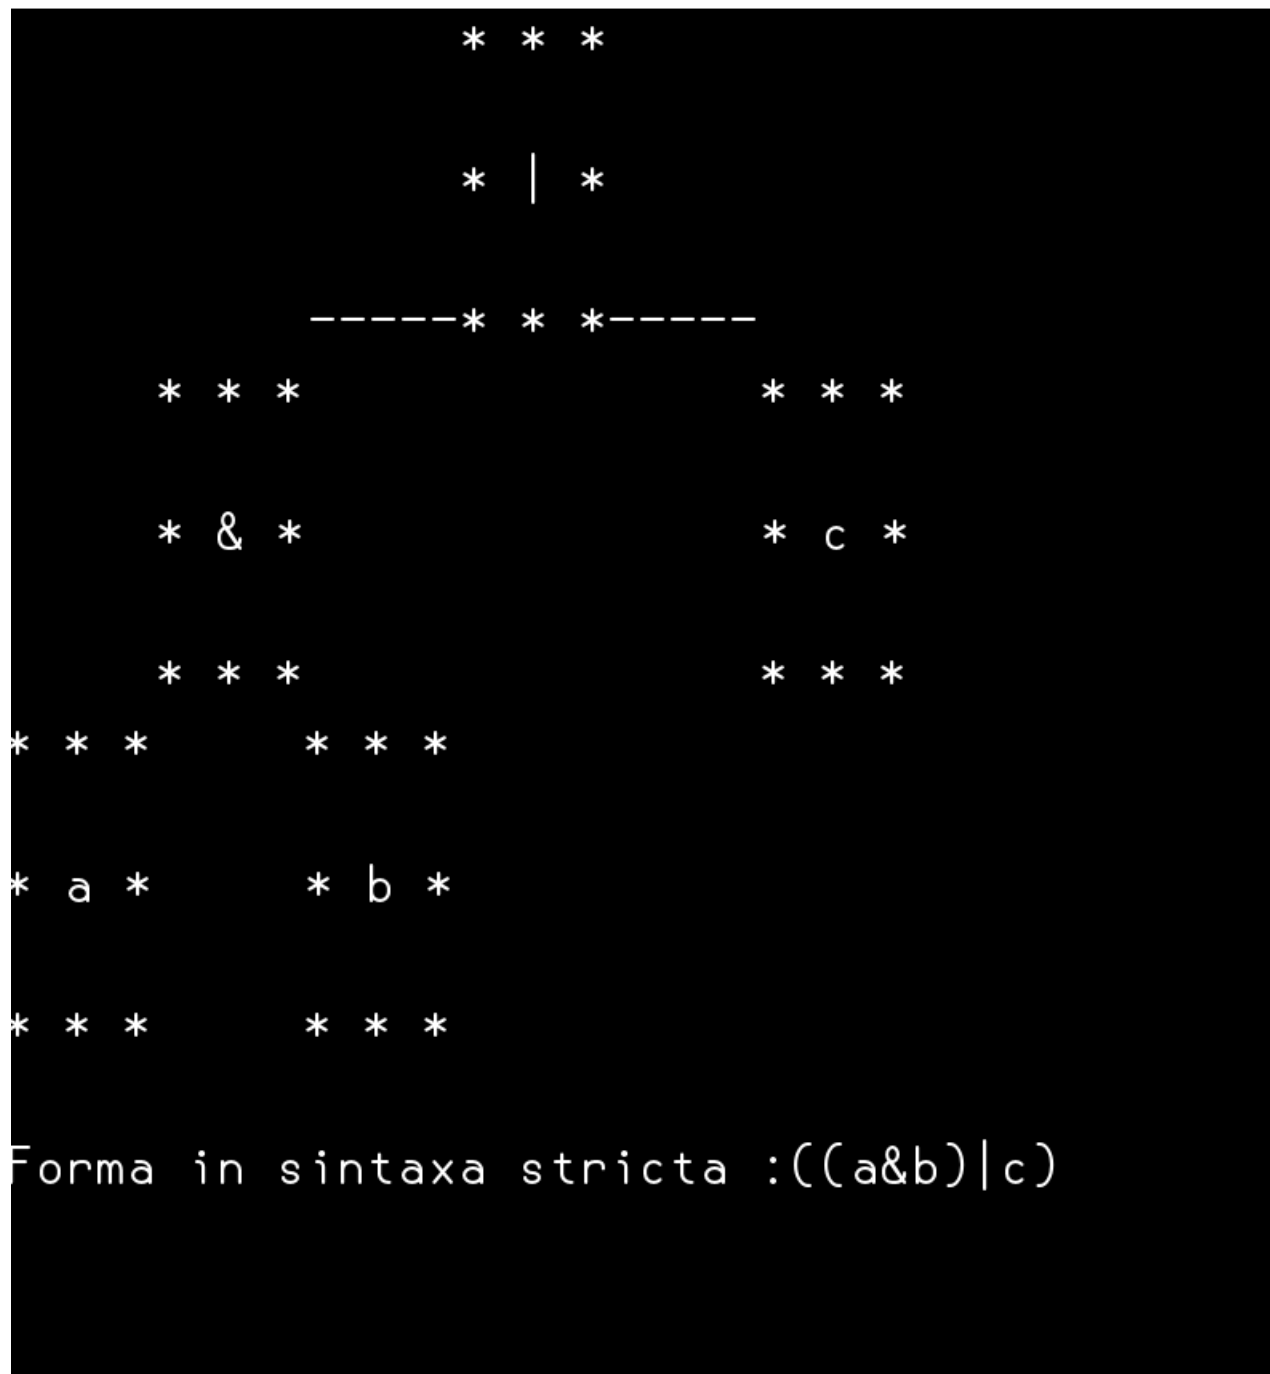 * * *
* | *
-----* * *-----
* * * * * *
* & * * c *
* * * * * *
* * * * * *
* a * * b *
* * * * * *
Forma in sintaxa stricta :((a&b)|c)